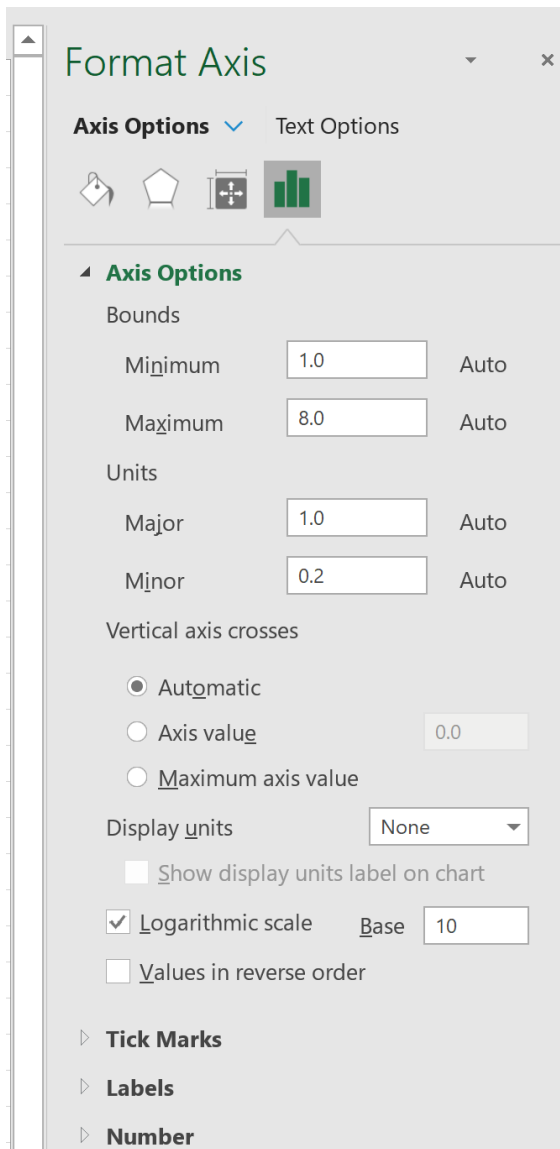 Format Axis
Axis Options Text Options
Axis Options
Bounds
Minimum 1.0 Auto
Maximum 8.0 Auto
Units
Major 1.0 Auto
Minor 0.2 Auto
Vertical axis crosses
Automatic
Axis value 0.0
Maximum axis value
Display units None
Show display units label on chart
Logarithmic scale Base 10
Values in reverse order
Tick Marks
Labels
Number